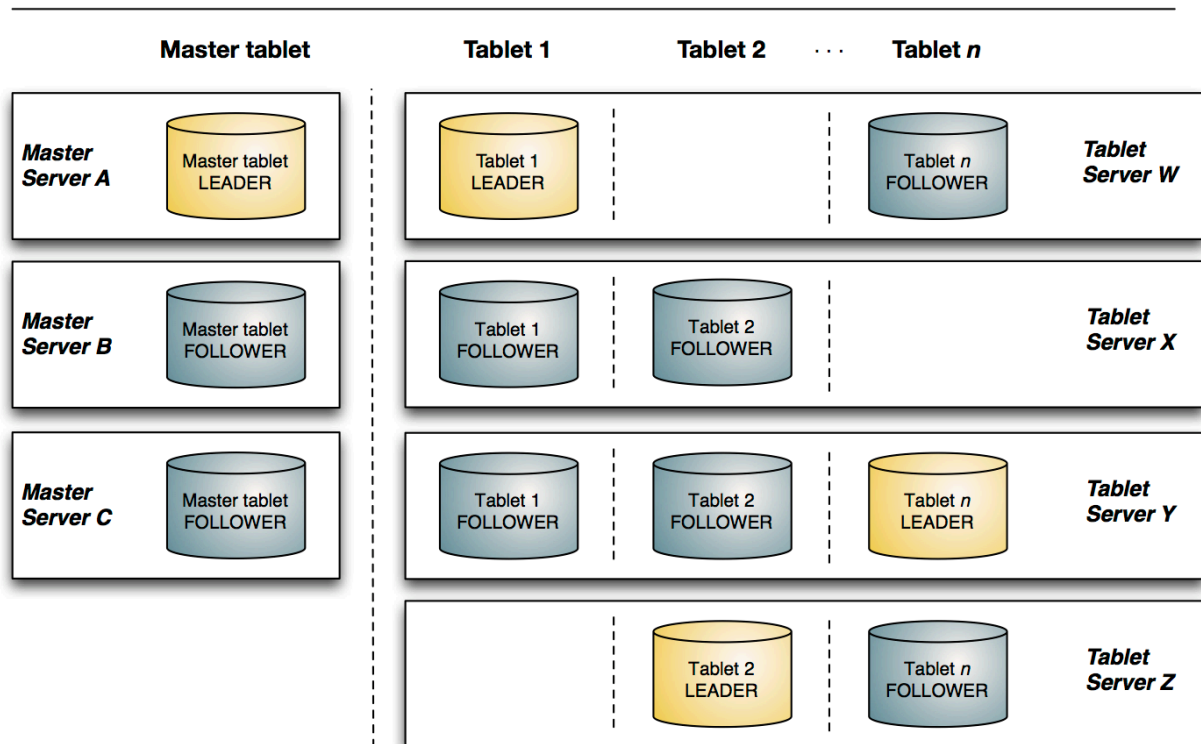 Master tablet Tablet 1 Tablet 2 · · · Tablet n
Master
Server A
Master tablet
LEADER
Tablet 1
LEADER
Tablet n
FOLLOWER
Tablet
Server W
Master
Server B
Master tablet
FOLLOWER
Tablet 1
FOLLOWER
Tablet 2
FOLLOWER
Tablet
Server X
Master
Server C
Master tablet
FOLLOWER
Tablet 1
FOLLOWER
Tablet 2
FOLLOWER
Tablet n
LEADER
Tablet
Server Y
Tablet 2
LEADER
Tablet n
FOLLOWER
Tablet
Server Z